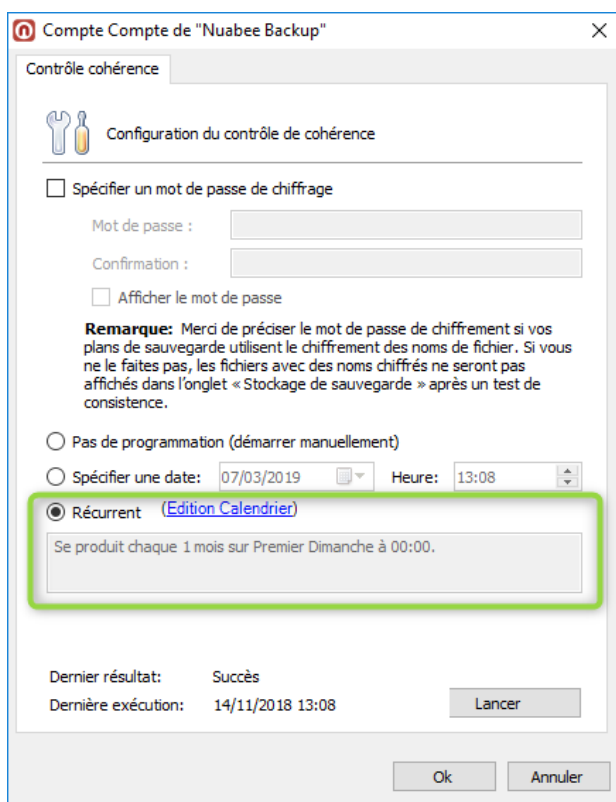 Compte Compte de "Nuabee Backup"
Contrôle cohérence
Configuration du contrôle de cohérence
Spécifier un mot de passe de chiffrage
Mot de passe :
Confirmation :
Afficher le mot de passe
Remarque: Merci de préciser le mot de passe de chiffrement si vos
plans de sauvegarde utilisent le chiffrement des noms de fichier. Si vous
ne le faites pas, les fichiers avec des noms chiffrés ne seront pas
affichés dans l'onglet « Stockage de sauvegarde » après un test de
consistence.
Pas de programmation (démarrer manuellement)
Spécifier une date: 07/03/2019 Heure: 13:08
Récurrent (Edition Calendrier)
Se produit chaque 1 mois sur Premier Dimanche à 00:00.
Dernier résultat: Succès
Dernière exécution: 14/11/2018 13:08 Lancer
Ok Annuler